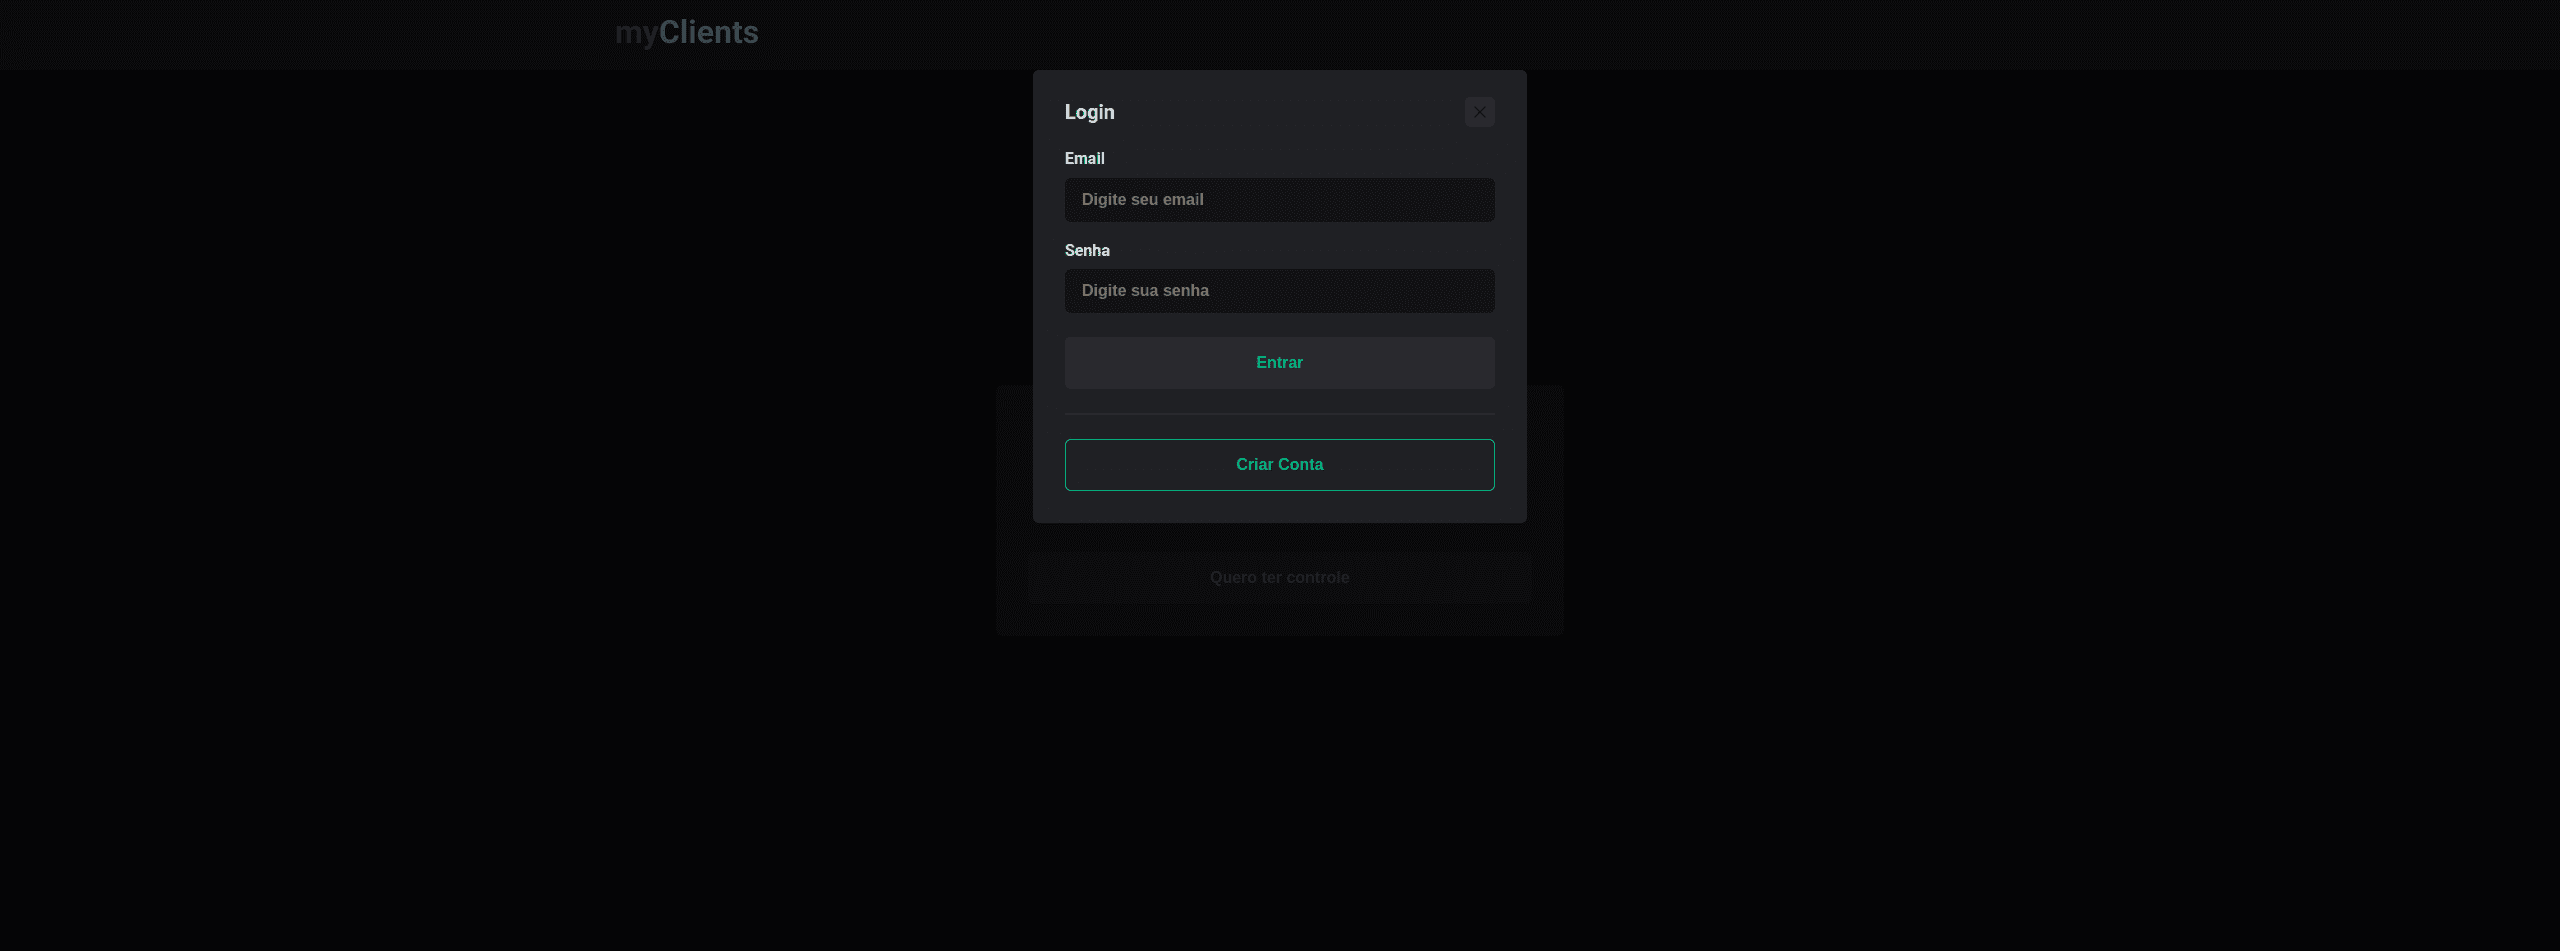 myClients
Login
Email
Digite seu email
Senha
Digite sua senha
Entrar
Criar Conta
Quero ter controle